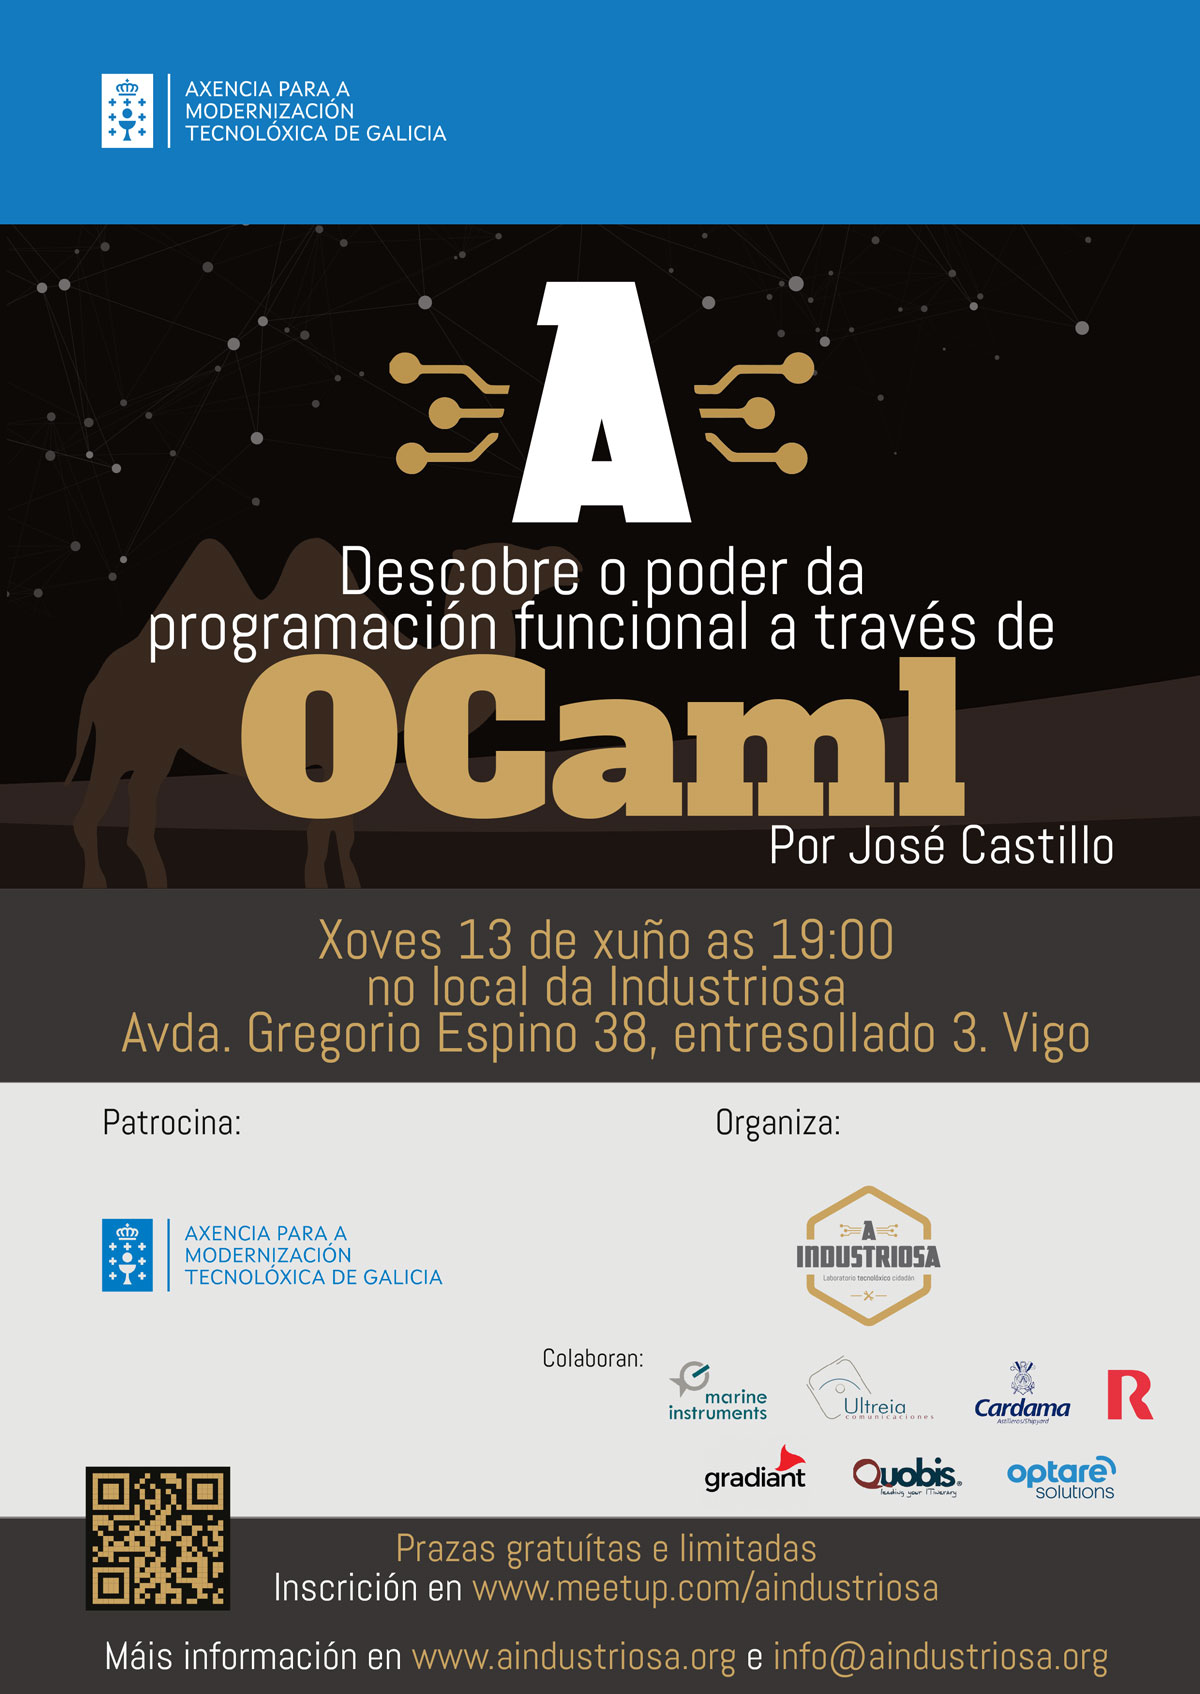 AXENCIA PARA A
MODERNIZACIÓN
TECNOLÓXICA DE GALICIA
A
Descobre o poder da
programación funcional a través de
OCaml
Por José Castillo
Xoves 13 de xuño as 19:00
no local da Industriosa
Avda. Gregorio Espino 38, entresollado 3. Vigo
Patrocina:
Organiza:
AXENCIA PARA A
MODERNIZACIÓN
TECNOLÓXICA DE GALICIA
A
INDUSTRIOSA
Laboratorio tecnolóxico cidadán
Colaboran:
marine
instruments
Ultreia
comunicaciones
Cardama
Astilleros/Shipyard
R
gradiant
Quobis®
leading your ITinerary
optare
solutions
Prazas gratuítas e limitadas
Inscrición en www.meetup.com/aindustriosa
Máis información en www.aindustriosa.org e info@aindustriosa.org